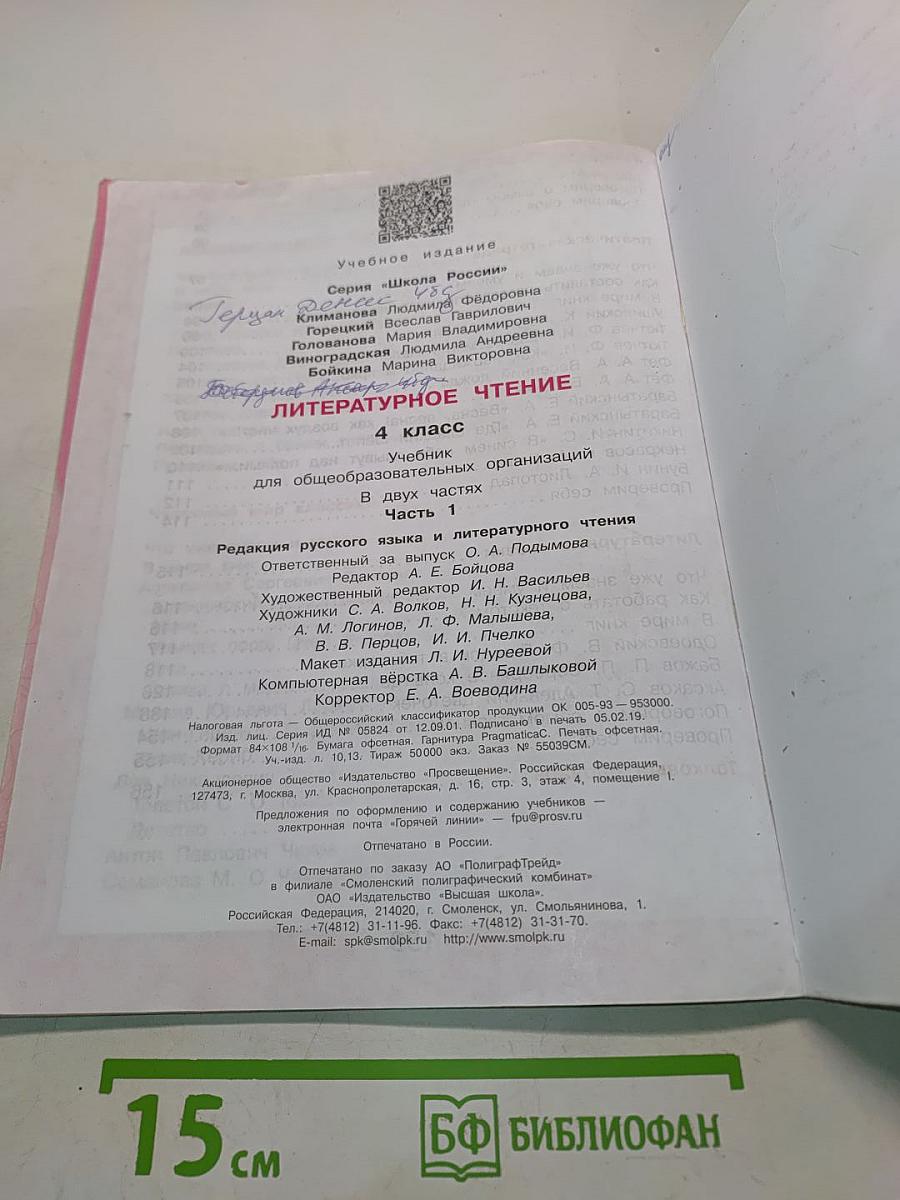 Учебное издание
Серия «Школа России»
Герцан Денис 4бд
Климанова Людмила Фёдоровна
Горецкий Всеслав Гаврилович
Голованова Мария Владимировна
Виноградская Людмила Андреевна
Бойкина Марина Викторовна
ЛИТЕРАТУРНОЕ ЧТЕНИЕ
4 класс
Учебник
для общеобразовательных организаций
В двух частях
Часть 1
Редакция русского языка и литературного чтения
Ответственный за выпуск О. А. Подымова
Редактор А. Е. Бойцова
Художественный редактор И. Н. Васильев
Художники С. А. Волков, Н. Н. Кузнецова,
А. М. Логинов, Л. Ф. Малышева,
В. В. Перцов, И. И. Пчелко
Макет издания Л. И. Нуреевой
Компьютерная вёрстка А. В. Башлыковой
Корректор Е. А. Воеводина
Налоговая льгота — Общероссийский классификатор продукции ОК 005-93 — 953000.
Изд. лиц. Серия ИД № 05824 от 12.09.01. Подписано в печать 05.02.19.
Формат 84×108 1/16. Бумага офсетная. Гарнитура PragmaticaC. Печать офсетная.
Уч.-изд. л. 10,13. Тираж 50 000 экз. Заказ № 55039СМ.
Акционерное общество «Издательство «Просвещение». Российская Федерация,
127473, г. Москва, ул. Краснопролетарская, д. 16, стр. 3, этаж 4, помещение 1.
Предложения по оформлению и содержанию учебников —
электронная почта «Горячей линии» — fpu@prosv.ru
Отпечатано в России.
Отпечатано по заказу АО «ПолиграфТрейд»
в филиале «Смоленский полиграфический комбинат»
ОАО «Издательство «Высшая школа».
Российская Федерация, 214020, г. Смоленск, ул. Смольянинова, 1.
Тел.: +7(4812) 31-11-96. Факс: +7(4812) 31-31-70.
E-mail: spk@smolpk.ru http://www.smolpk.ru
15 см
БФ БИБЛИОФАН